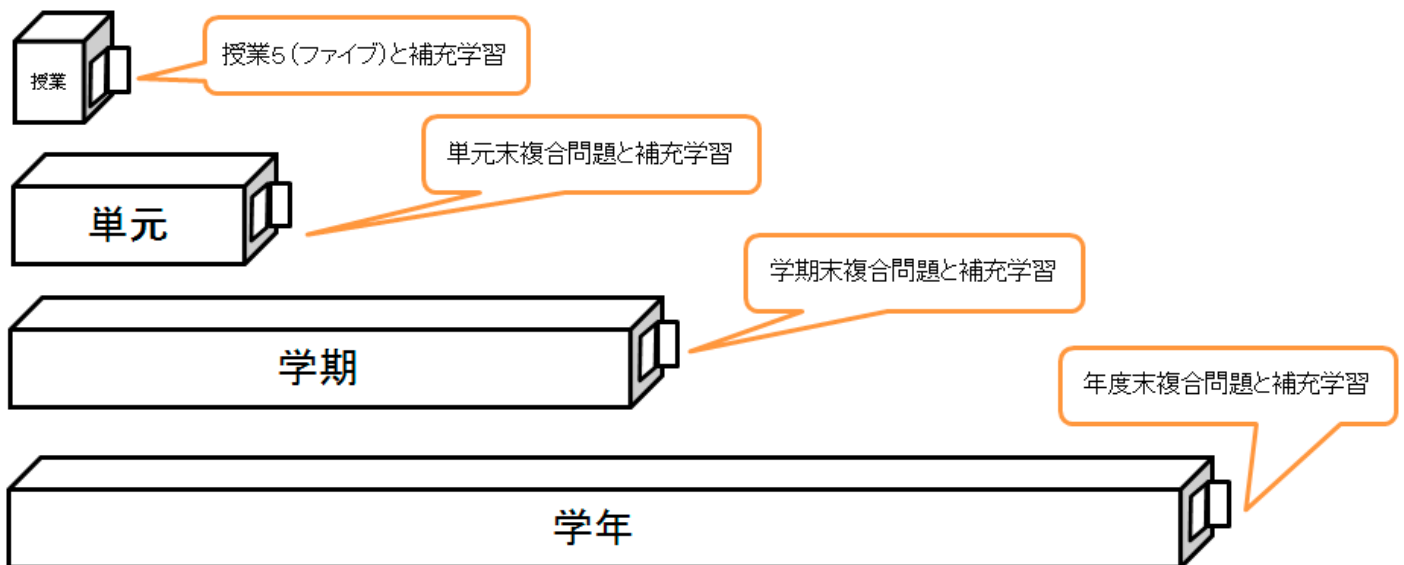 授業
授業5(ファイブ)と補充学習
単元
単元末複合問題と補充学習
学期
学期末複合問題と補充学習
学年
年度末複合問題と補充学習